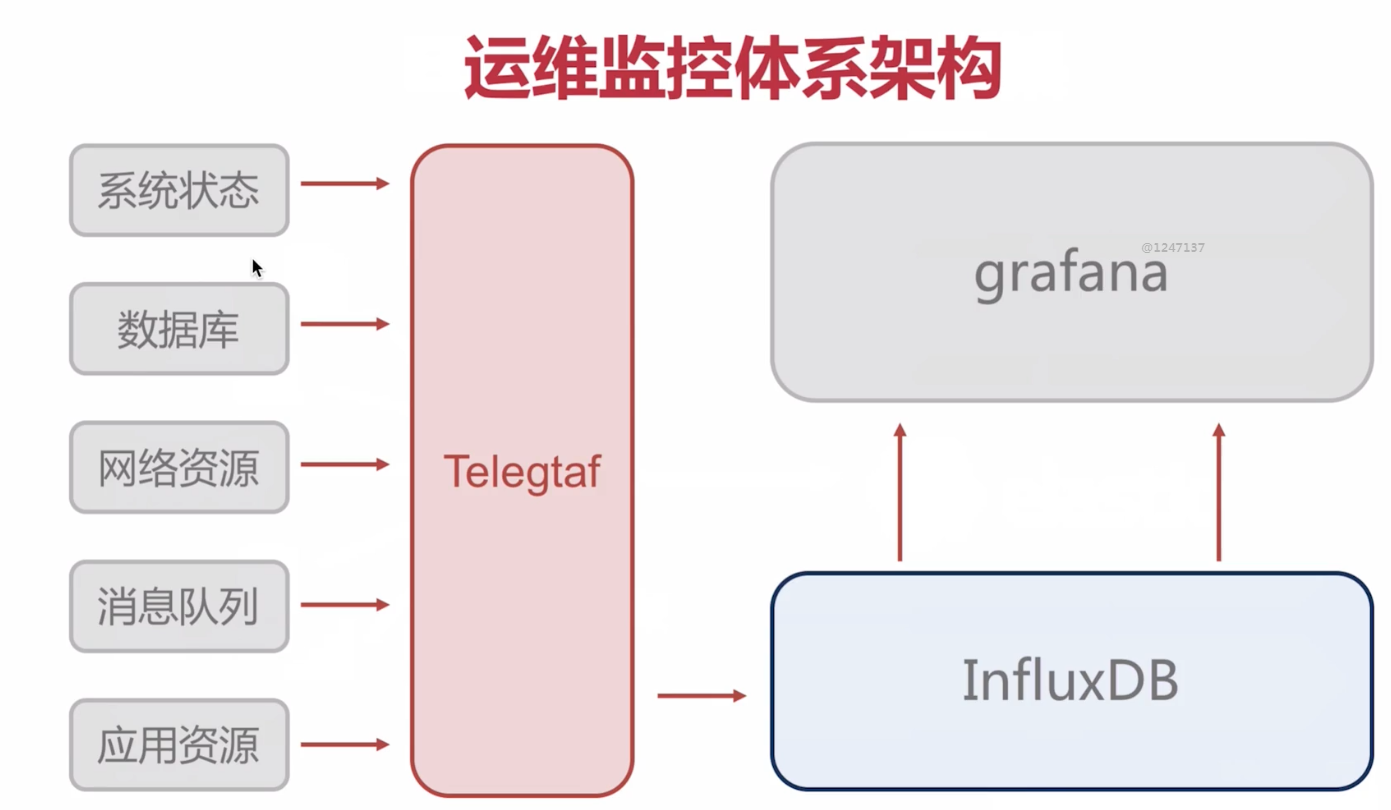 运维监控体系架构
系统状态
数据库
网络资源
消息队列
应用资源
Telegtaf
@1247137
grafana
InfluxDB